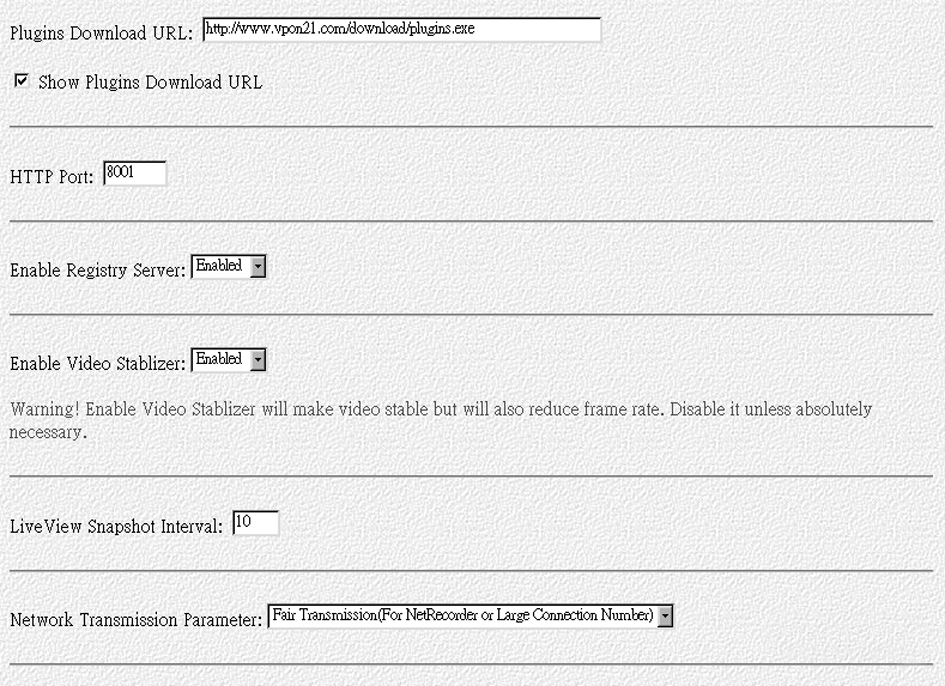 Plugins Download URL: http://www.vpon21.com/download/plugins.exe
Show Plugins Download URL
HTTP Port: 8001
Enable Registry Server: Enabled
Enable Video Stablizer: Enabled
Warning! Enable Video Stablizer will make video stable but will also reduce frame rate. Disable it unless absolutely
necessary.
LiveView Snapshot Interval: 10
Network Transmission Parameter: Fair Transmission(For NetRecorder or Large Connection Number)